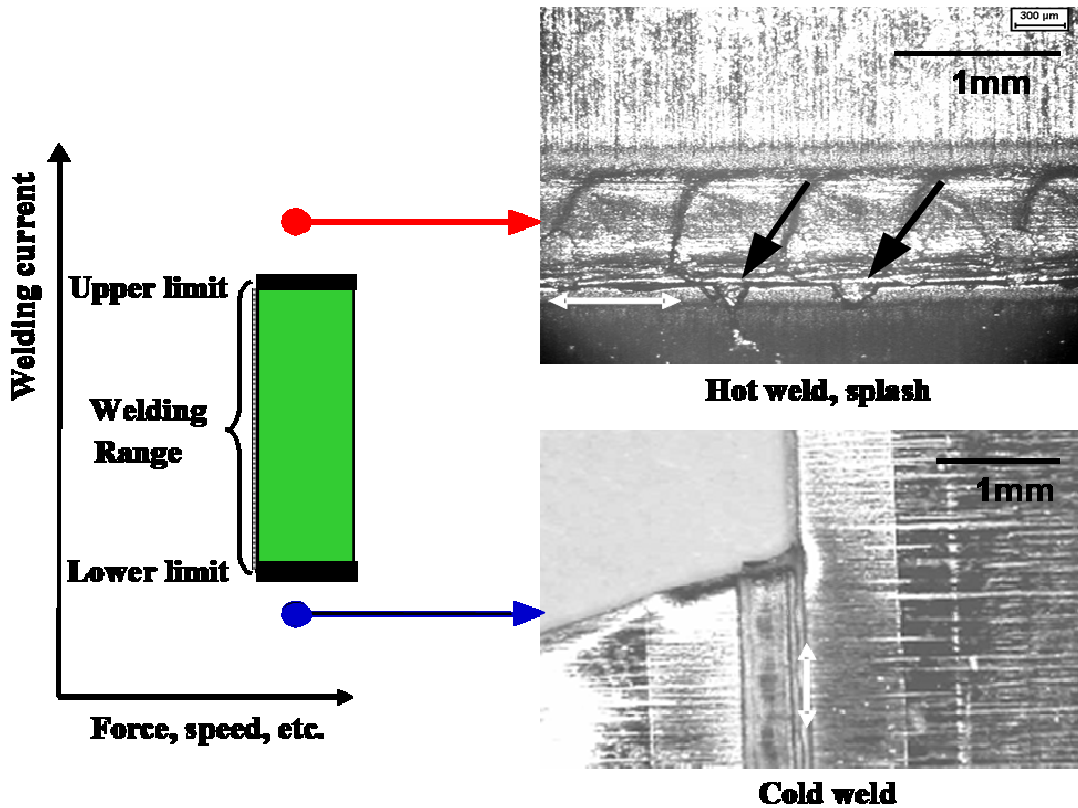 300 µm
1mm
Welding current
Upper limit
Welding
Range
Lower limit
Force, speed, etc.
Hot weld, splash
1mm
Cold weld